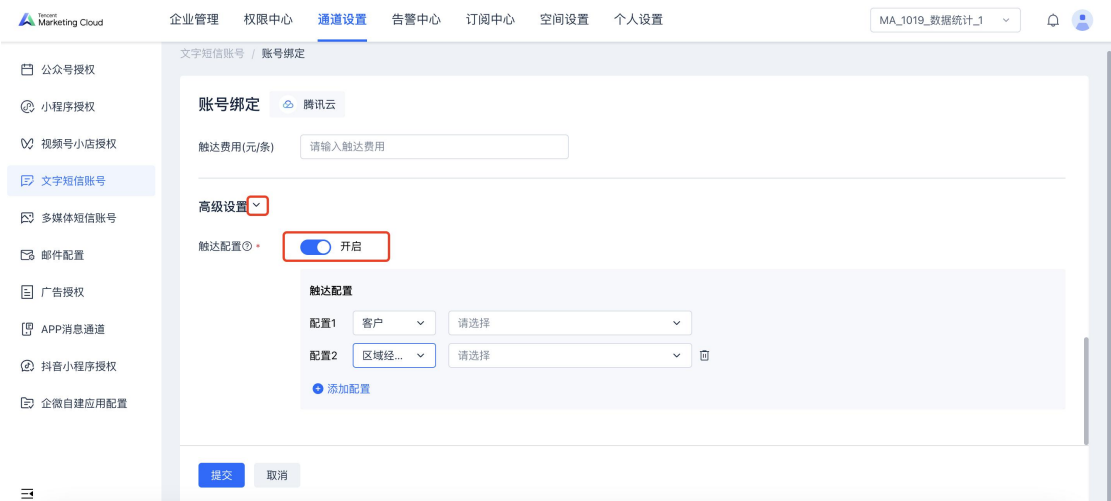 Tencent
Marketing Cloud
企业管理 权限中心 通道设置 告警中心 订阅中心 空间设置 个人设置
MA_1019_数据统计_1
文字短信账号 / 账号绑定
公众号授权
小程序授权
视频号小店授权
文字短信账号
多媒体短信账号
邮件配置
广告授权
APP消息通道
抖音小程序授权
企微自建应用配置
账号绑定 腾讯云
触达费用(元/条) 请输入触达费用
高级设置
触达配置 * 开启
触达配置
配置1 客户 请选择
配置2 区域经... 请选择
添加配置
提交 取消